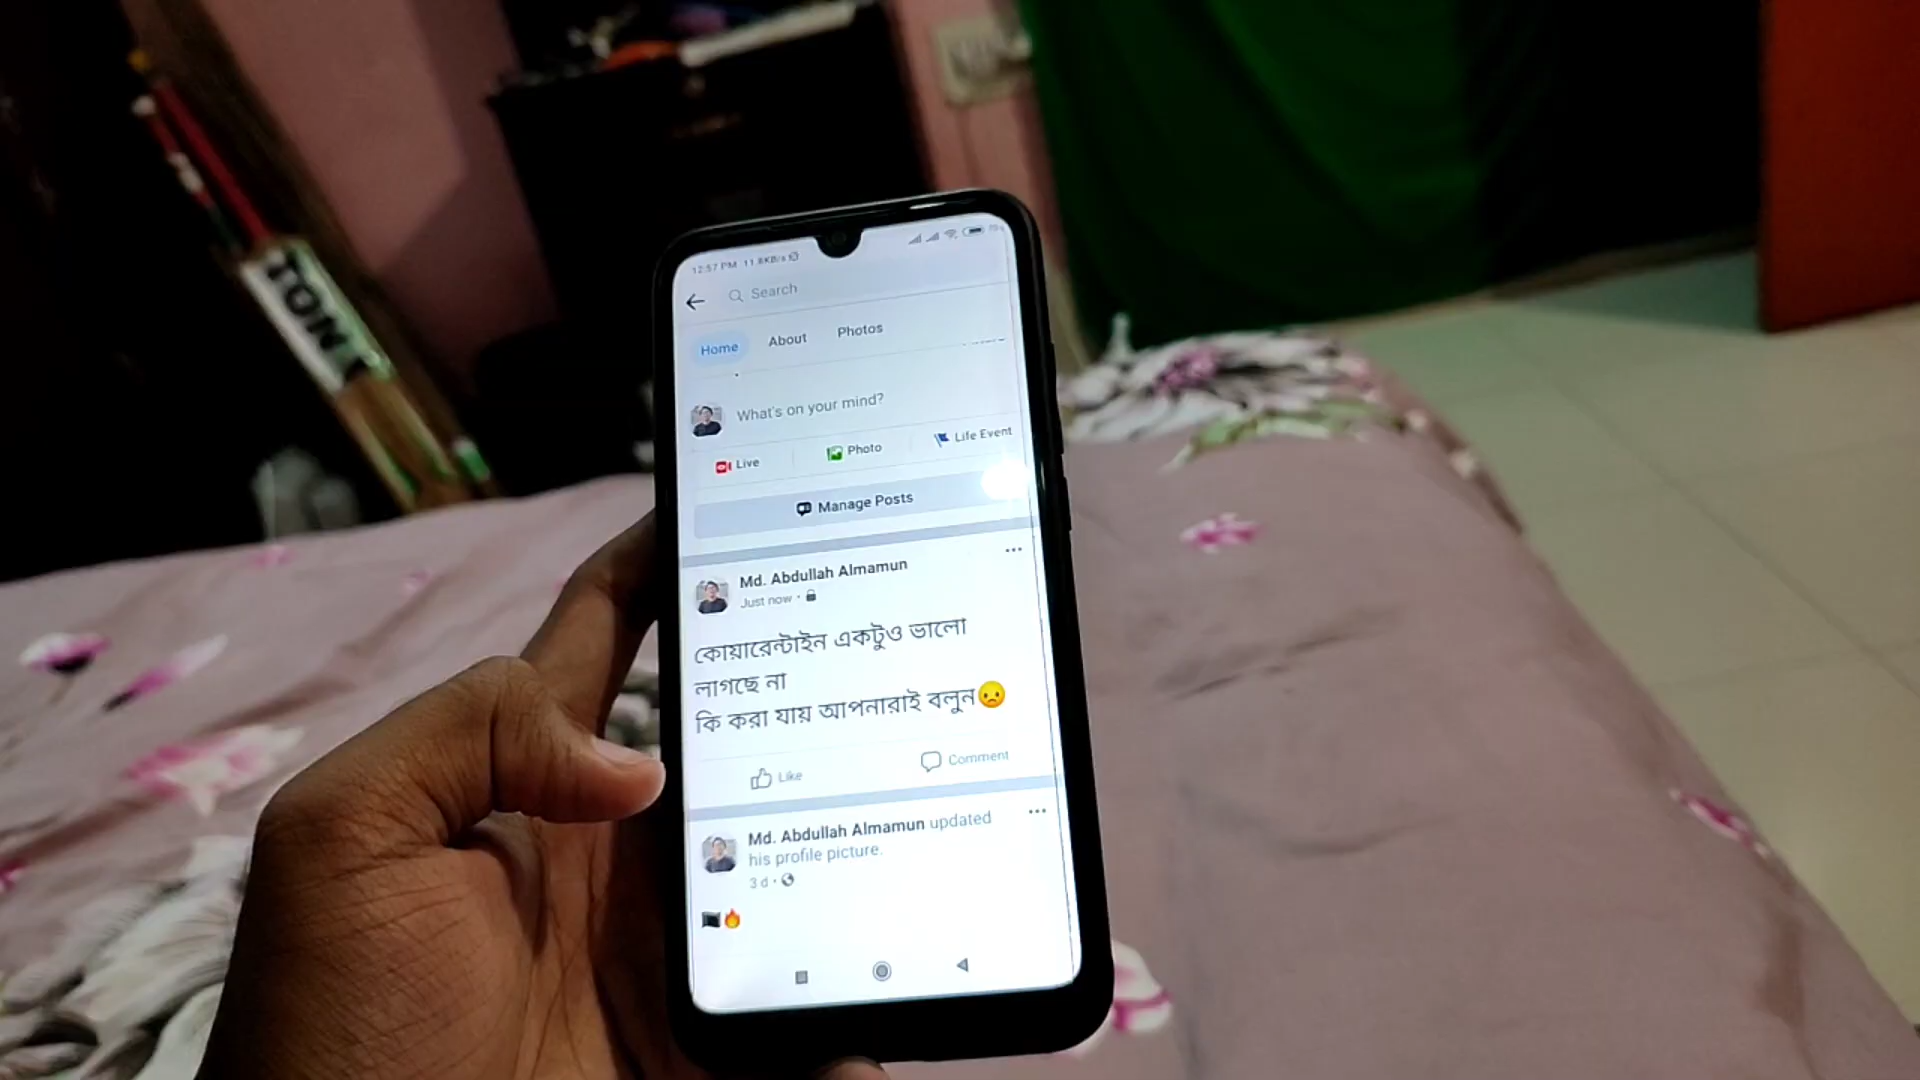 TON
12:57 PM 11.8KB/s
Search
Home About Photos
What's on your mind?
Live Photo Life Event
Manage Posts
Md. Abdullah Almamun
Just now
কোয়ারেন্টাইন একটুও ভালো
লাগছে না
কি করা যায় আপনারাই বলুন😞
Like Comment
Md. Abdullah Almamun updated
his profile picture.
3 d
🏴🔥